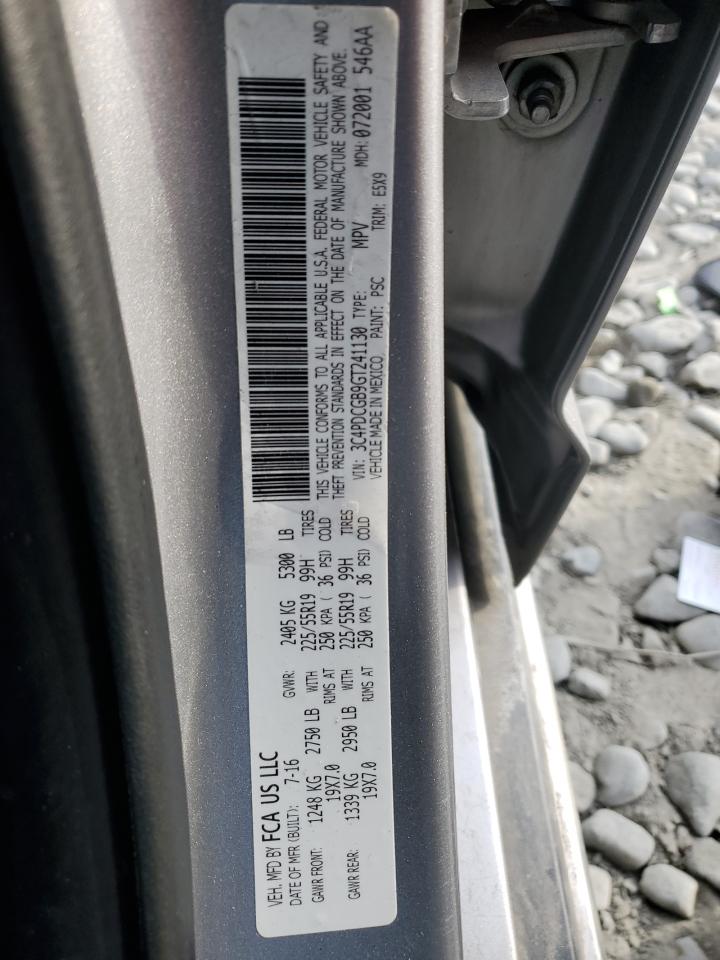 VEH. MFD BY FCA US LLC
DATE OF MFR (BUILT): 7-16 GVWR: 2405 KG 5300 LB
GAWR FRONT: 1248 KG 2750 LB WITH 225/55R19 99H TIRES
19X7.0 RIMS AT 250 KPA ( 36 PSI) COLD
GAWR REAR: 1339 KG 2950 LB WITH 225/55R19 99H TIRES
19X7.0 RIMS AT 250 KPA ( 36 PSI) COLD
THIS VEHICLE CONFORMS TO ALL APPLICABLE U.S.A. FEDERAL MOTOR VEHICLE SAFETY AND
THEFT PREVENTION STANDARDS IN EFFECT ON THE DATE OF MANUFACTURE SHOWN ABOVE.
VIN: 3C4PDCGB9GT241130 TYPE: MPV MDH: 072001 546AA
VEHICLE MADE IN MEXICO. PAINT: PSC TRIM: E5X9